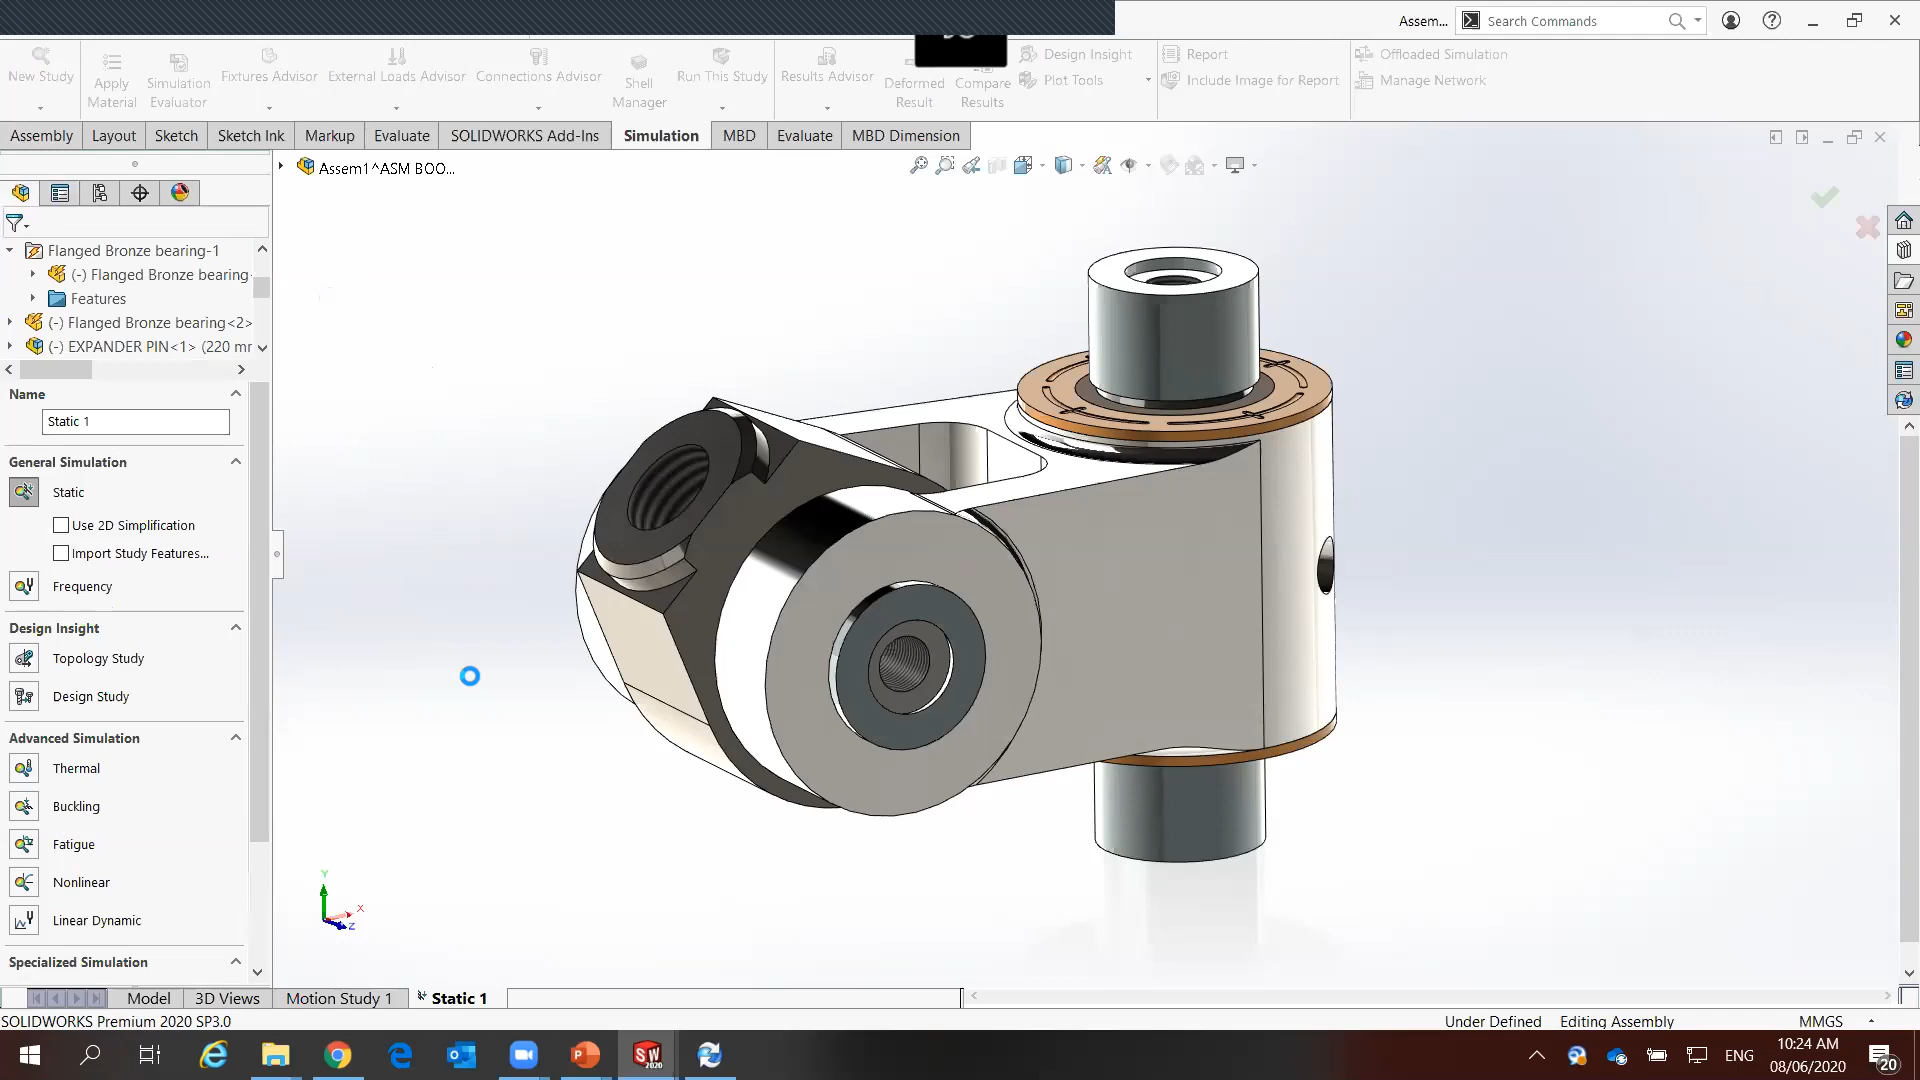 Assem...
Search Commands
New Study
Apply Material
Simulation Evaluator
Fixtures Advisor
External Loads Advisor
Connections Advisor
Shell Manager
Run This Study
Results Advisor
Deformed Result
Compare Results
Design Insight
Plot Tools
Report
Include Image for Report
Offloaded Simulation
Manage Network
Assembly
Layout
Sketch
Sketch Ink
Markup
Evaluate
SOLIDWORKS Add-Ins
Simulation
MBD
Evaluate
MBD Dimension
Assem1^ASM BOO...
Flanged Bronze bearing-1
(-) Flanged Bronze bearing
Features
(-) Flanged Bronze bearing<2>
(-) EXPANDER PIN<1> (220 mr
Name
Static 1
General Simulation
Static
Use 2D Simplification
Import Study Features...
Frequency
Design Insight
Topology Study
Design Study
Advanced Simulation
Thermal
Buckling
Fatigue
Nonlinear
Linear Dynamic
Specialized Simulation
Y
X
Z
Model
3D Views
Motion Study 1
Static 1
SOLIDWORKS Premium 2020 SP3.0
Under Defined
Editing Assembly
MMGS
SW
2020
ENG
10:24 AM
08/06/2020
20